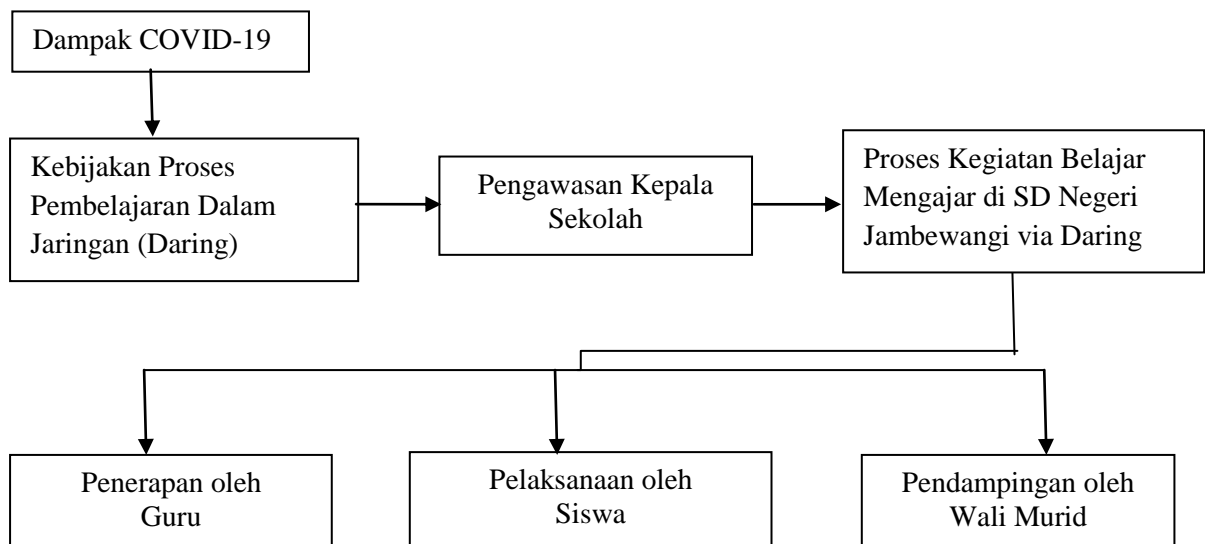 Dampak COVID-19
Kebijakan Proses
Pembelajaran Dalam
Jaringan (Daring)
Pengawasan Kepala
Sekolah
Proses Kegiatan Belajar
Mengajar di SD Negeri
Jambewangi via Daring
Penerapan oleh
Guru
Pelaksanaan oleh
Siswa
Pendampingan oleh
Wali Murid